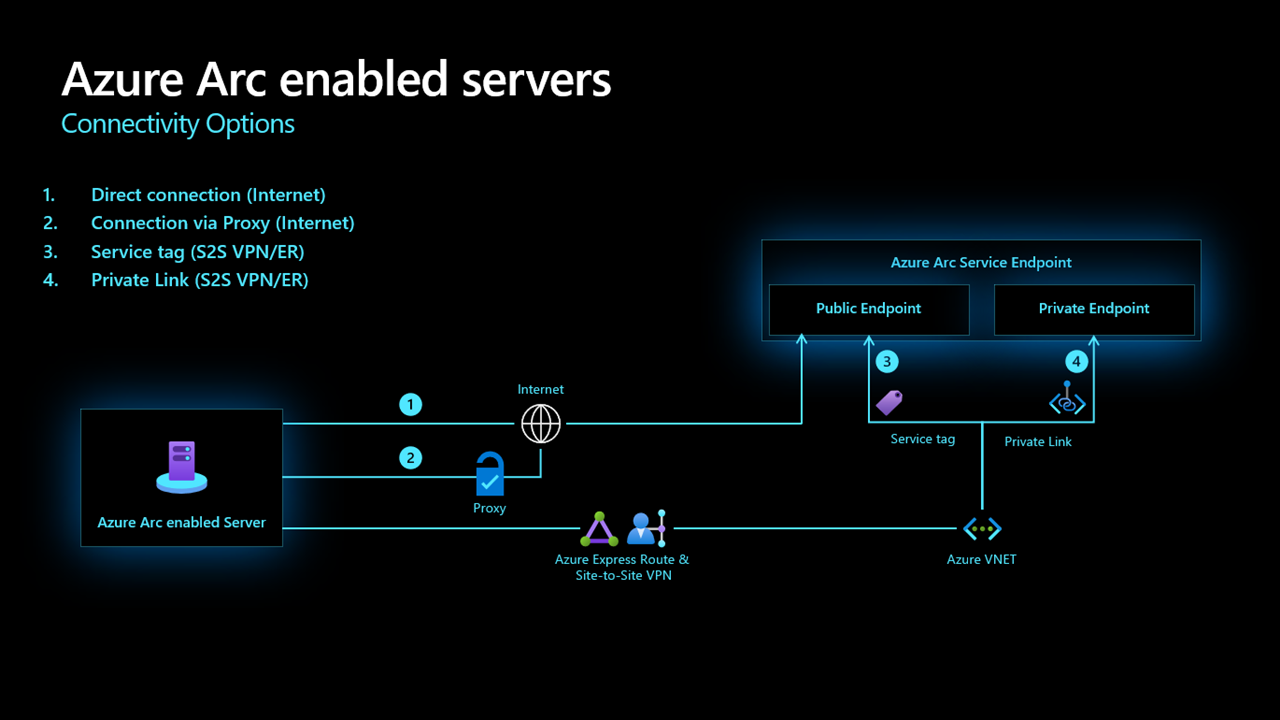 Azure Arc enabled servers
Connectivity Options
1. Direct connection (Internet)
2. Connection via Proxy (Internet)
3. Service tag (S2S VPN/ER)
4. Private Link (S2S VPN/ER)
Azure Arc Service Endpoint
Public Endpoint
Private Endpoint
3
4
Internet
1
Service tag
Private Link
2
Proxy
Azure Arc enabled Server
Azure Express Route &
Site-to-Site VPN
Azure VNET